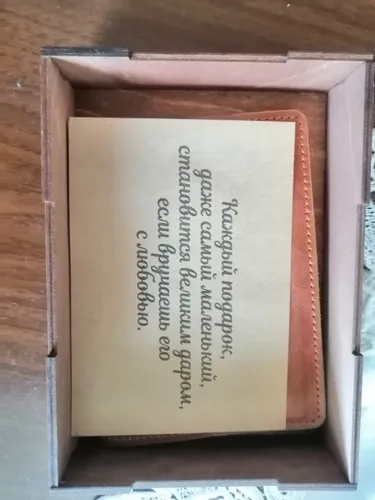 Каждый подарок,
даже самый маленький,
становится великим даром,
если вручаешь его
с любовью.